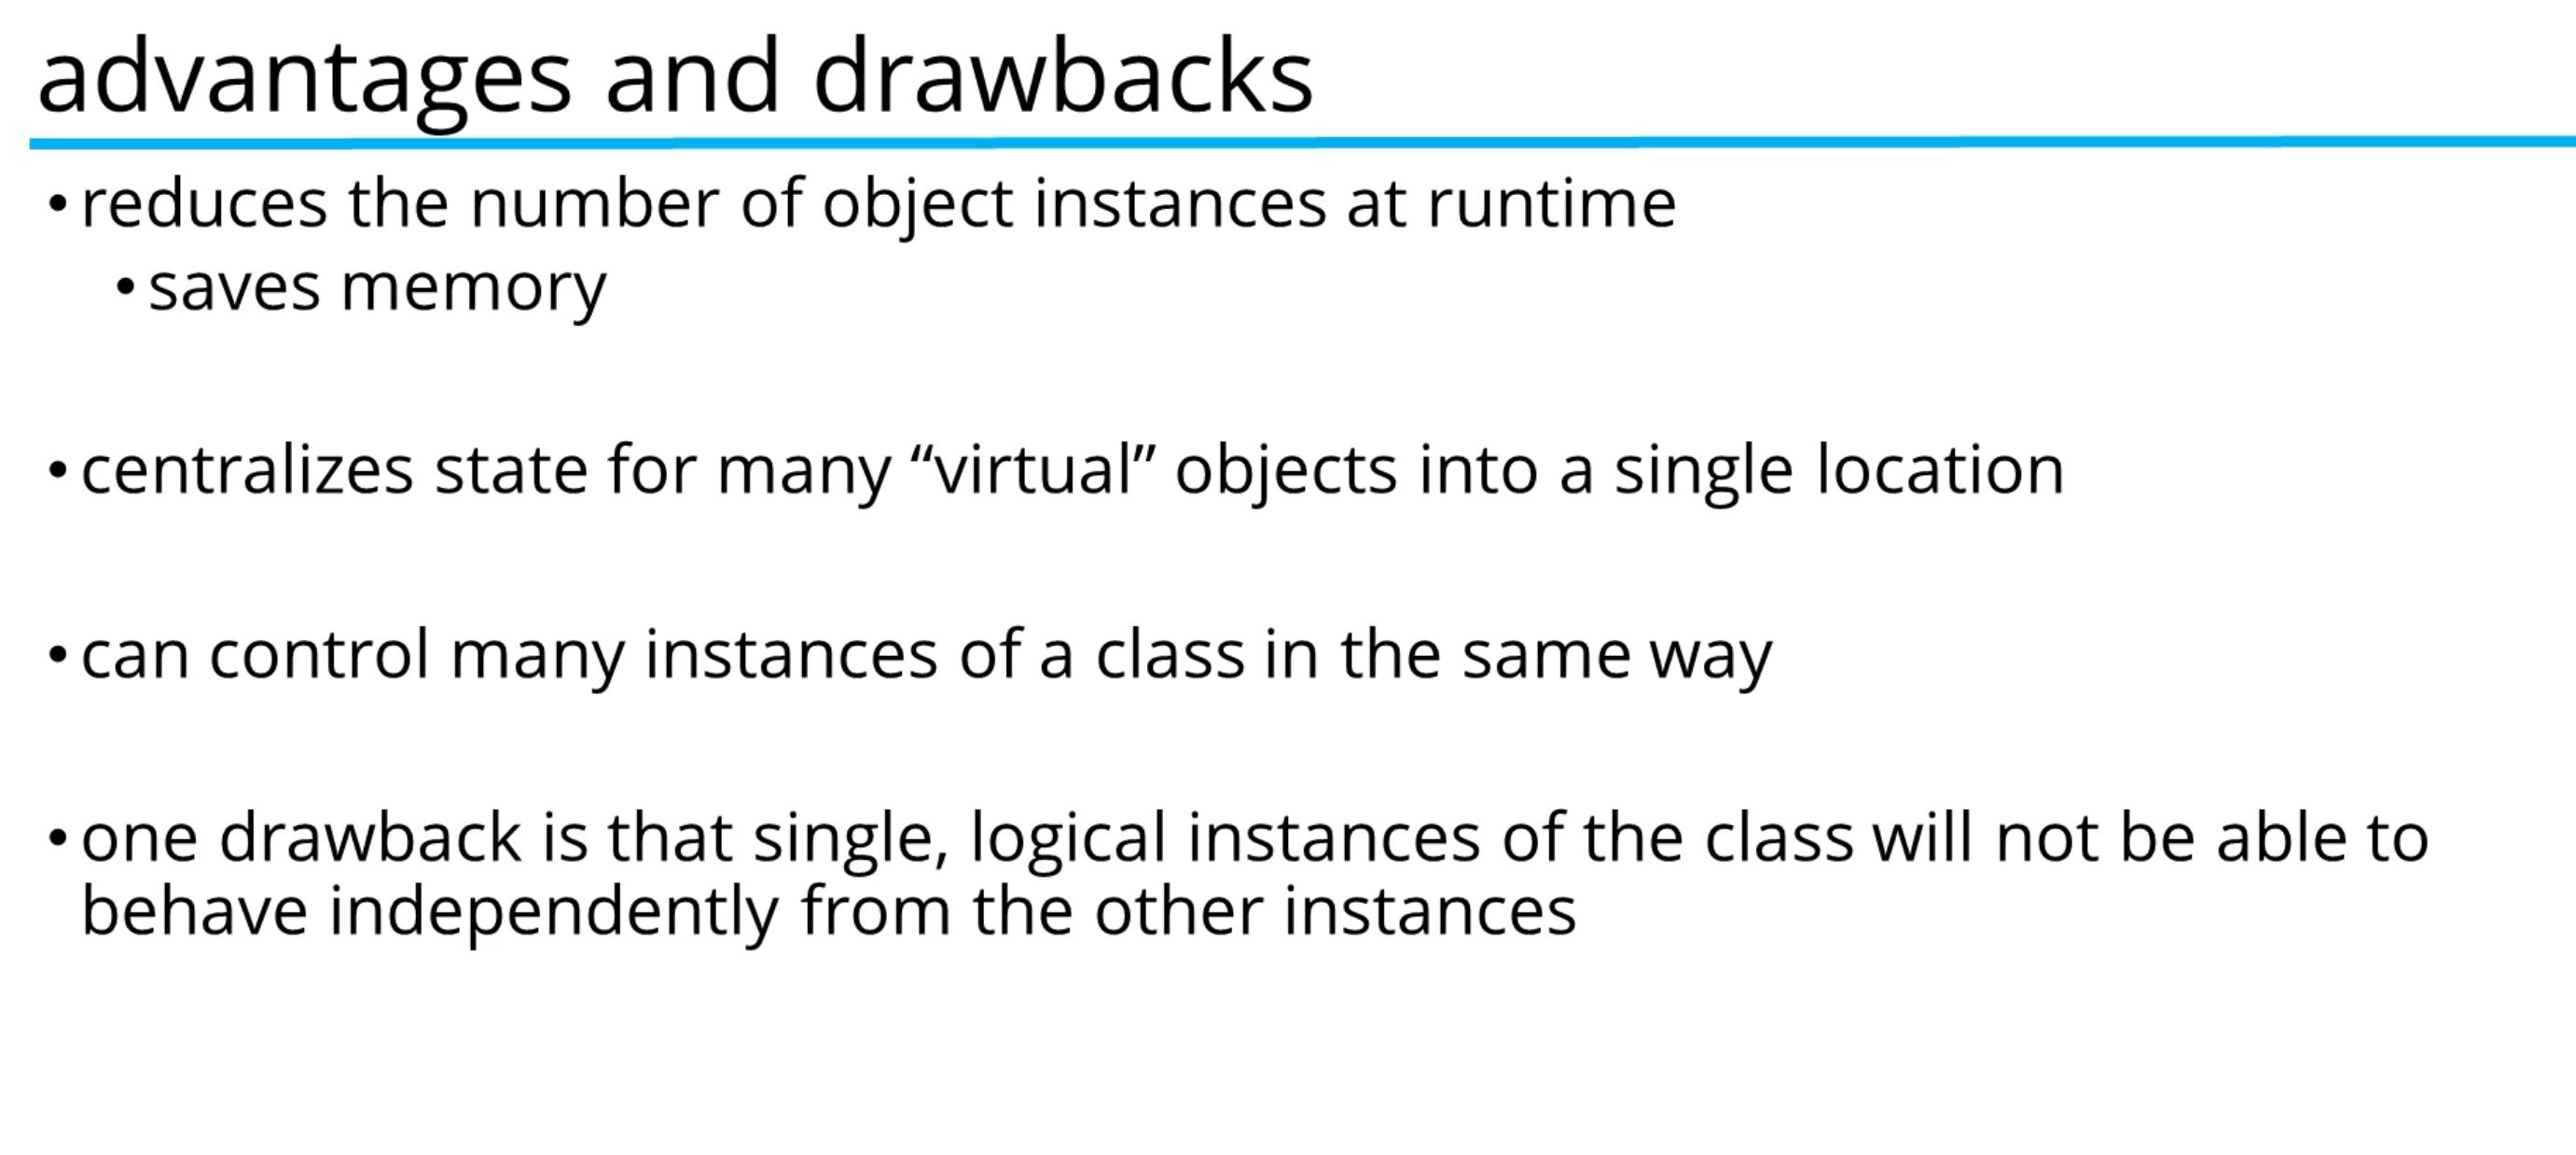 advantages and drawbacks
• reduces the number of object instances at runtime
• saves memory
• centralizes state for many “virtual” objects into a single location
• can control many instances of a class in the same way
• one drawback is that single, logical instances of the class will not be able to
behave independently from the other instances